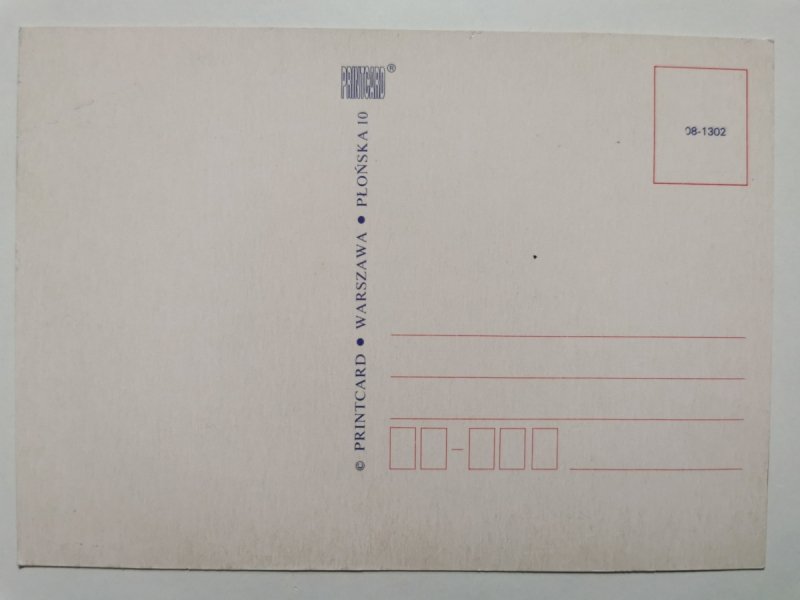 PRINTCARD®
© PRINTCARD • WARSZAWA • PŁOŃSKA 10
08-1302